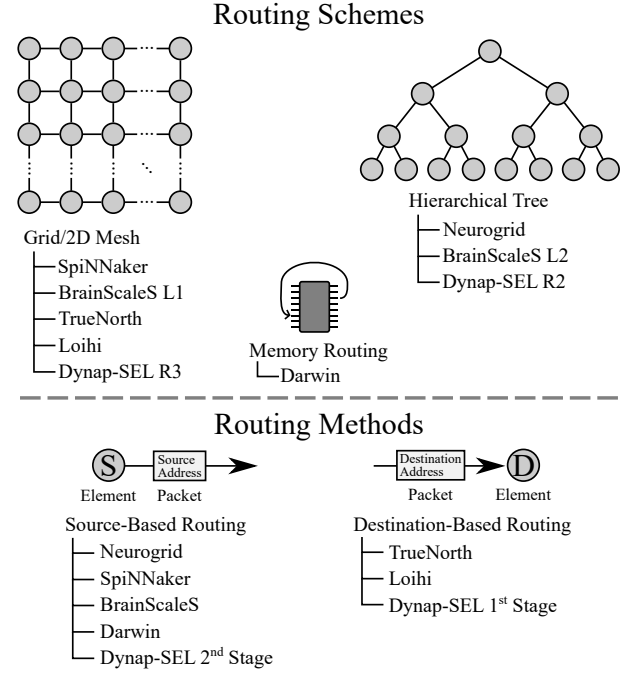 Routing Schemes
Grid/2D Mesh
SpiNNaker
BrainScaleS L1
TrueNorth
Loihi
Dynap-SEL R3
Hierarchical Tree
Neurogrid
BrainScaleS L2
Dynap-SEL R2
Memory Routing
Darwin
Routing Methods
S
Source
Address
Element
Packet
Source-Based Routing
Neurogrid
SpiNNaker
BrainScaleS
Darwin
Dynap-SEL 2nd Stage
Destination
Address
D
Packet
Element
Destination-Based Routing
TrueNorth
Loihi
Dynap-SEL 1st Stage